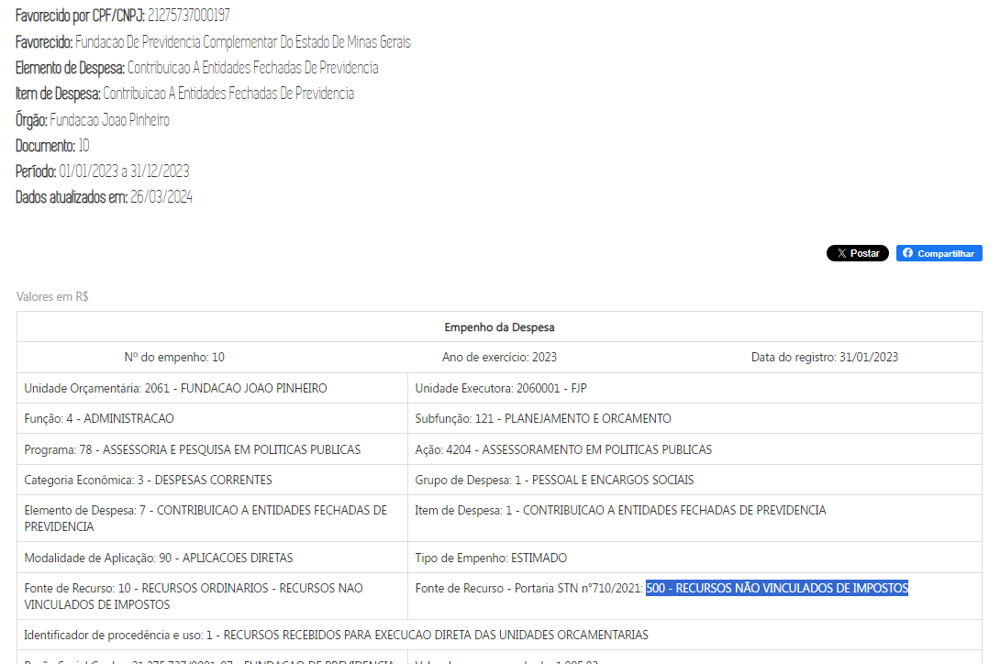 Favorecido por CPF/CNPJ: 21275737000197
Favorecido: Fundacao De Previdencia Complementar Do Estado De Minas Gerais
Elemento de Despesa: Contribuicao A Entidades Fechadas De Previdencia
Item de Despesa: Contribuicao A Entidades Fechadas De Previdencia
Órgão: Fundacao Joao Pinheiro
Documento: 10
Período: 01/01/2023 a 31/12/2023
Dados atualizados em: 26/03/2024
Postar Compartilhar
Valores em R$
Empenho da Despesa
Nº do empenho: 10 Ano de exercício: 2023 Data do registro: 31/01/2023
Unidade Orçamentária: 2061 - FUNDACAO JOAO PINHEIRO Unidade Executora: 2060001 - FJP
Função: 4 - ADMINISTRACAO Subfunção: 121 - PLANEJAMENTO E ORCAMENTO
Programa: 78 - ASSESSORIA E PESQUISA EM POLITICAS PUBLICAS Ação: 4204 - ASSESSORAMENTO EM POLITICAS PUBLICAS
Categoria Econômica: 3 - DESPESAS CORRENTES Grupo de Despesa: 1 - PESSOAL E ENCARGOS SOCIAIS
Elemento de Despesa: 7 - CONTRIBUICAO A ENTIDADES FECHADAS DE Item de Despesa: 1 - CONTRIBUICAO A ENTIDADES FECHADAS DE PREVIDENCIA
PREVIDENCIA
Modalidade de Aplicação: 90 - APLICACOES DIRETAS Tipo de Empenho: ESTIMADO
Fonte de Recurso: 10 - RECURSOS ORDINARIOS - RECURSOS NAO Fonte de Recurso - Portaria STN n°710/2021: 500 - RECURSOS NÃO VINCULADOS DE IMPOSTOS
VINCULADOS DE IMPOSTOS
Identificador de procedência e uso: 1 - RECURSOS RECEBIDOS PARA EXECUCAO DIRETA DAS UNIDADES ORCAMENTARIAS